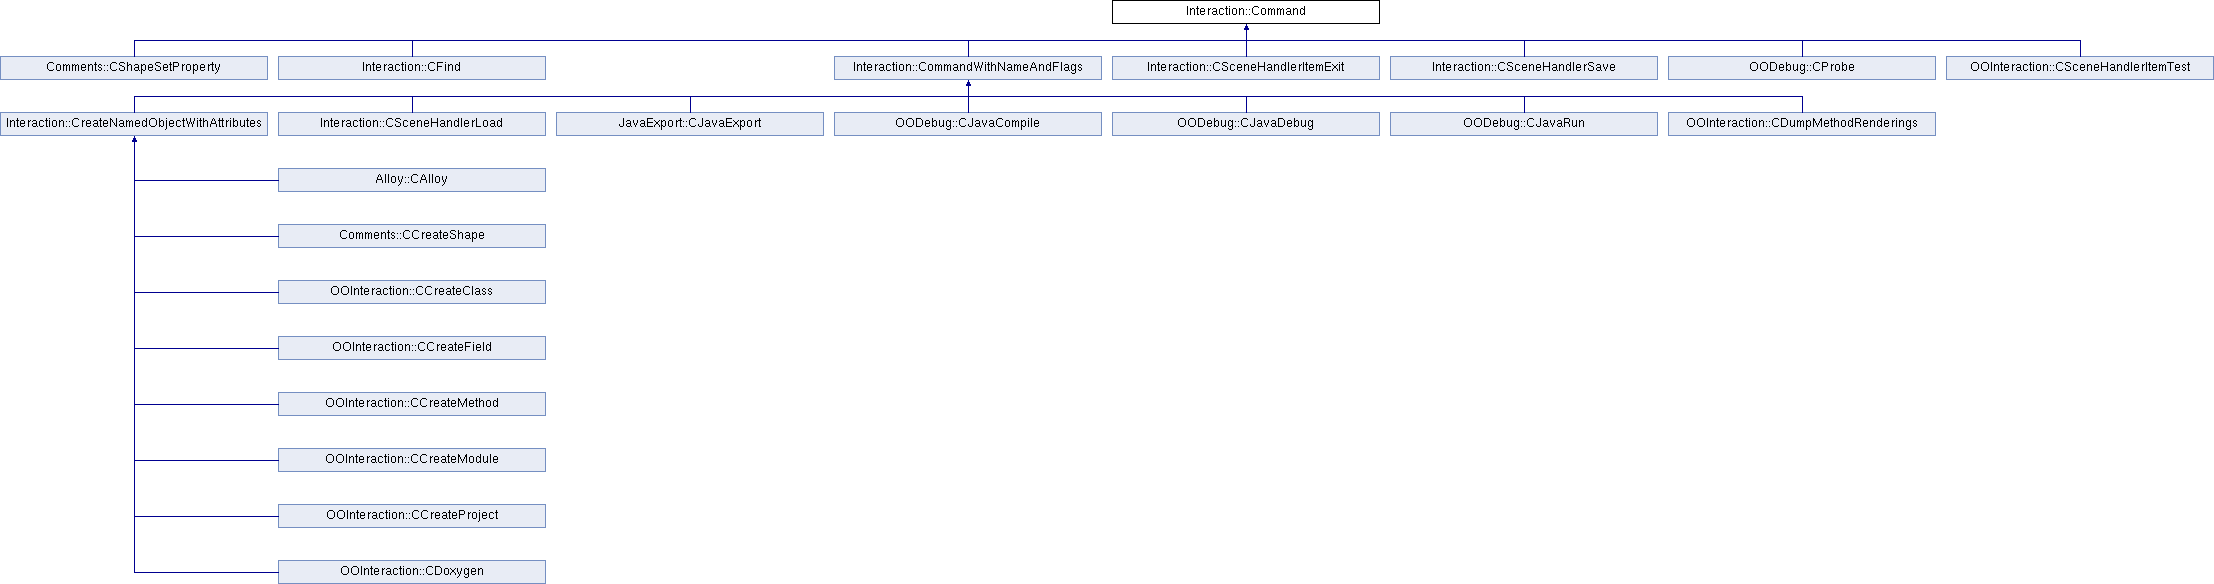 Interaction::Command
Comments::CShapeSetProperty
Interaction::CFind
Interaction::CommandWithNameAndFlags
Interaction::CSceneHandlerItemExit
Interaction::CSceneHandlerSave
OODebug::CProbe
OOInteraction::CSceneHandlerItemTest
Interaction::CreateNamedObjectWithAttributes
Interaction::CSceneHandlerLoad
JavaExport::CJavaExport
OODebug::CJavaCompile
OODebug::CJavaDebug
OODebug::CJavaRun
OOInteraction::CDumpMethodRenderings
Alloy::CAlloy
Comments::CCreateShape
OOInteraction::CCreateClass
OOInteraction::CCreateField
OOInteraction::CCreateMethod
OOInteraction::CCreateModule
OOInteraction::CCreateProject
OOInteraction::CDoxygen